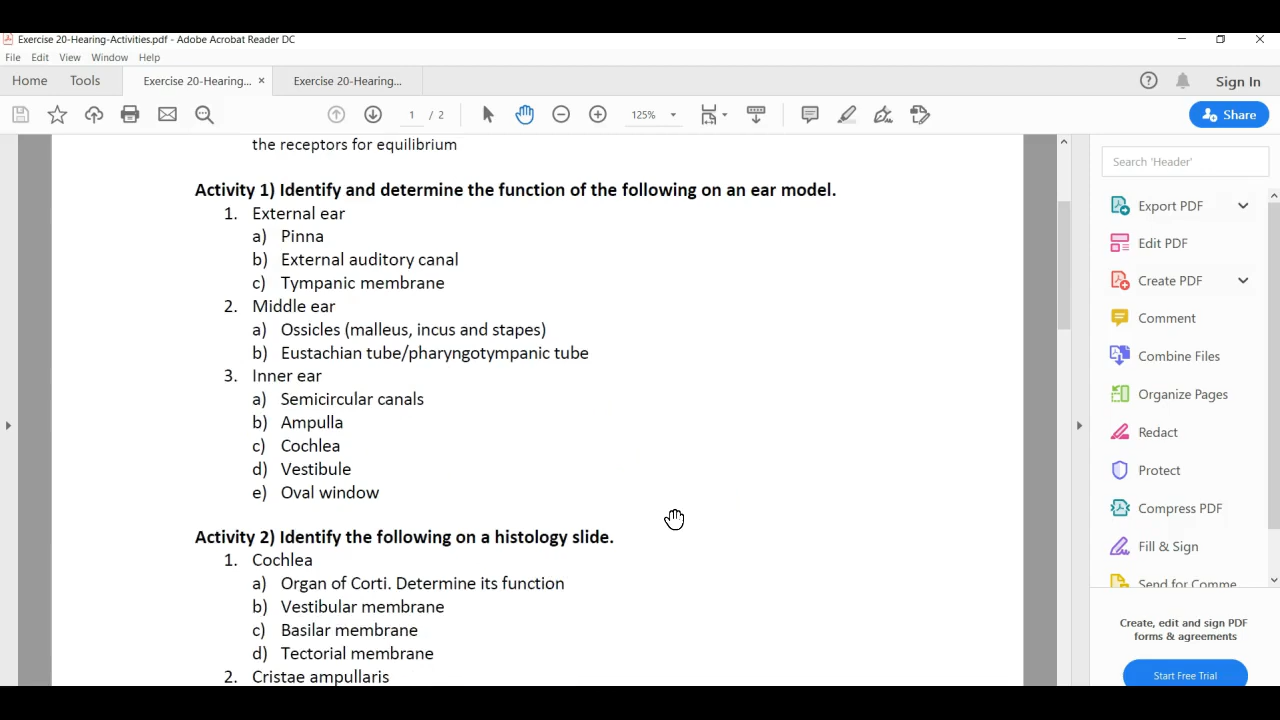 Exercise 20-Hearing-Activities.pdf - Adobe Acrobat Reader DC
File Edit View Window Help
Home Tools Exercise 20-Hearing... × Exercise 20-Hearing... Sign In
1 / 2 125% Share
the receptors for equilibrium
Search 'Header'
Activity 1) Identify and determine the function of the following on an ear model.
1. External ear
a) Pinna
b) External auditory canal
c) Tympanic membrane
2. Middle ear
a) Ossicles (malleus, incus and stapes)
b) Eustachian tube/pharyngotympanic tube
3. Inner ear
a) Semicircular canals
b) Ampulla
c) Cochlea
d) Vestibule
e) Oval window
Activity 2) Identify the following on a histology slide.
1. Cochlea
a) Organ of Corti. Determine its function
b) Vestibular membrane
c) Basilar membrane
d) Tectorial membrane
2. Cristae ampullaris
Export PDF
Edit PDF
Create PDF
Comment
Combine Files
Organize Pages
Redact
Protect
Compress PDF
Fill & Sign
Send for Comme
Create, edit and sign PDF
forms & agreements
Start Free Trial